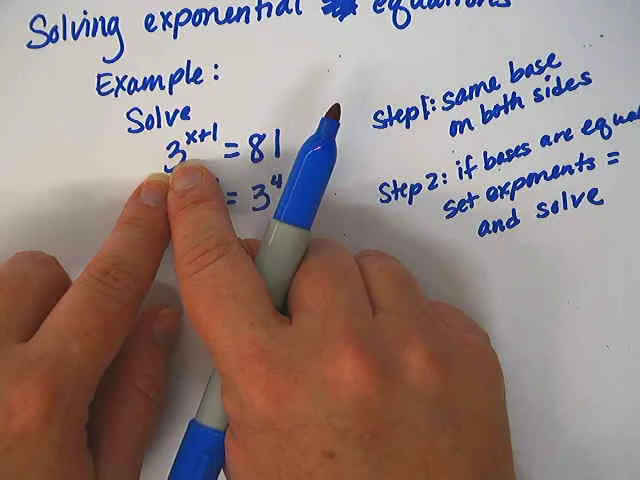 Solving exponential equations
Example:
Solve
3^{x+1} = 81
= 3^4
Step 1: same base
on both sides
Step 2: if bases are equal
set exponents =
and solve